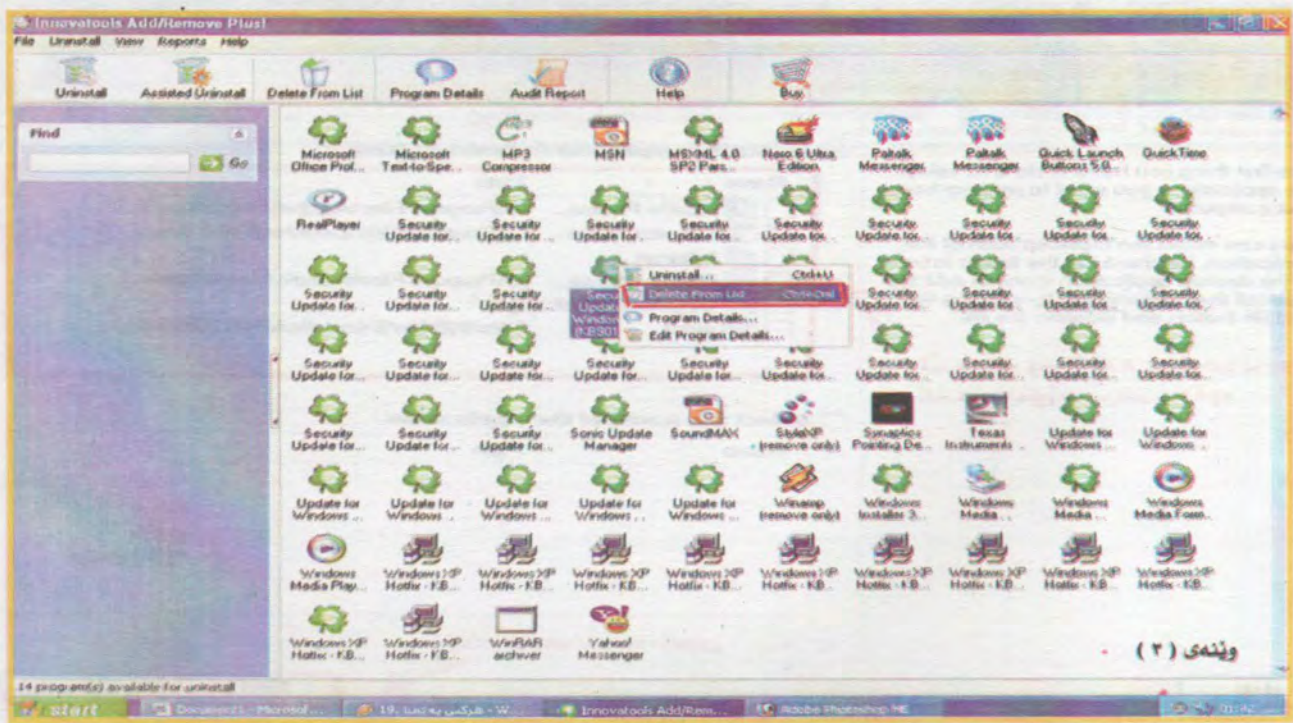 Innovatools Add/Remove Plus!
File Uninstall View Reports Help
Uninstall Assisted Uninstall Delete From List Program Details Audit Report Help Buy
Find
Go
Microsoft Office Prof... Microsoft Text-to-Spe... MP3 Compressor MSN MSXML 4.0 SP2 Pars... Nero 6 Ultra Edition Paltalk Messenger Paltalk Messenger Quick Launch Buttons 5.0... QuickTime
RealPlayer Security Update for... Security Update for... Security Update for... Security Update for... Security Update for... Security Update for... Security Update for... Security Update for... Security Update for...
Security Update for... Security Update for... Security Update for... Security Update for... Security Update for... Security Update for... Security Update for...
Uninstall... Ctrl+U
Delete From List Ctrl+Del
Program Details...
Edit Program Details...
Security Update for... Security Update for... Security Update for... Security Update for... Security Update for... Security Update for... Security Update for... Security Update for... Security Update for... Security Update for...
Security Update for... Security Update for... Security Update for... Sonic Update Manager SoundMAX StyleXP (remove only) Synaptics Pointing De... Texas Instruments... Update for Windows... Update for Windows...
Update for Windows... Update for Windows... Update for Windows... Update for Windows... Update for Windows... Winamp (remove only) Windows Installer 3... Windows Media... Windows Media... Windows Media Form...
Windows Media Play... Windows XP Hotfix - KB... Windows XP Hotfix - KB... Windows XP Hotfix - KB... Windows XP Hotfix - KB... Windows XP Hotfix - KB... Windows XP Hotfix - KB... Windows XP Hotfix - KB... Windows XP Hotfix - KB... Windows XP Hotfix - KB...
Windows XP Hotfix - KB... Windows XP Hotfix - KB... WinRAR archiver Yahoo! Messenger
وێنەی ( ٣ )
14 program(s) available for uninstall
start Document1 - Microsof... Innovatools Add/Rem... Adobe Photoshop ME